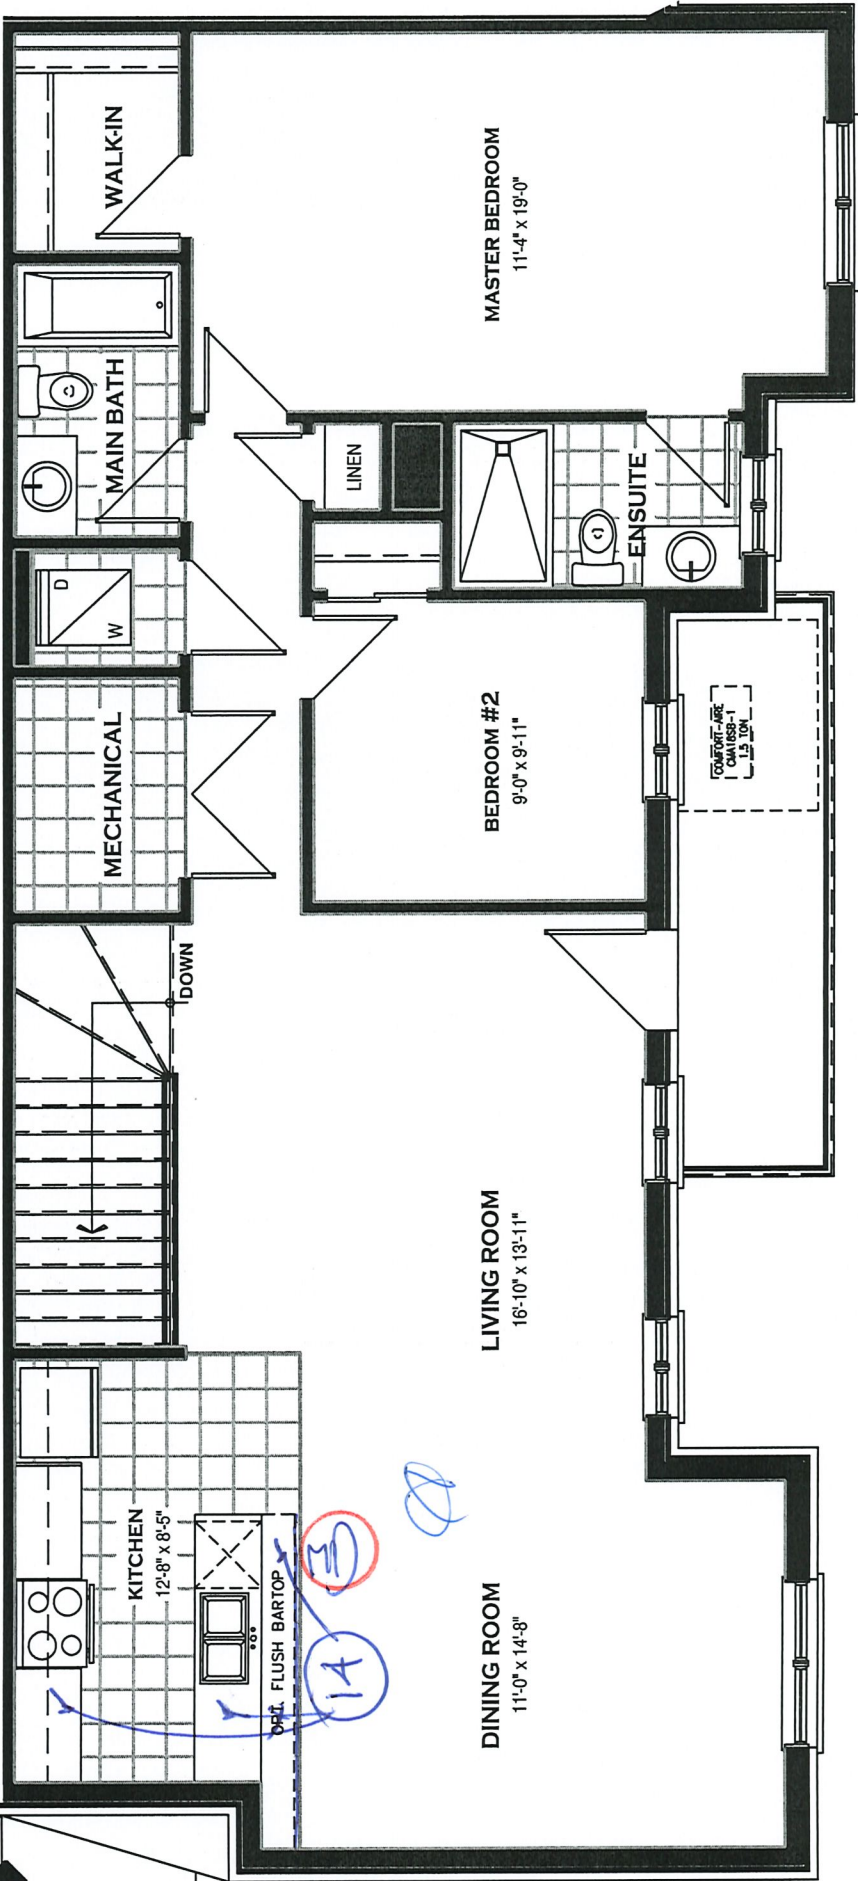 WALK-IN
MASTER BEDROOM
11'-4" x 19'-0"
MAIN BATH
LINEN
ENSUITE
D
W
MECHANICAL
BEDROOM #2
9'-0" x 9'-11"
COMFORT-AIRE
CMA18SB-1
1.5 TON
DOWN
LIVING ROOM
16'-10" x 13'-11"
KITCHEN
12'-8" x 8'-5"
OPT. FLUSH BARTOP
DINING ROOM
11'-0" x 14'-8"